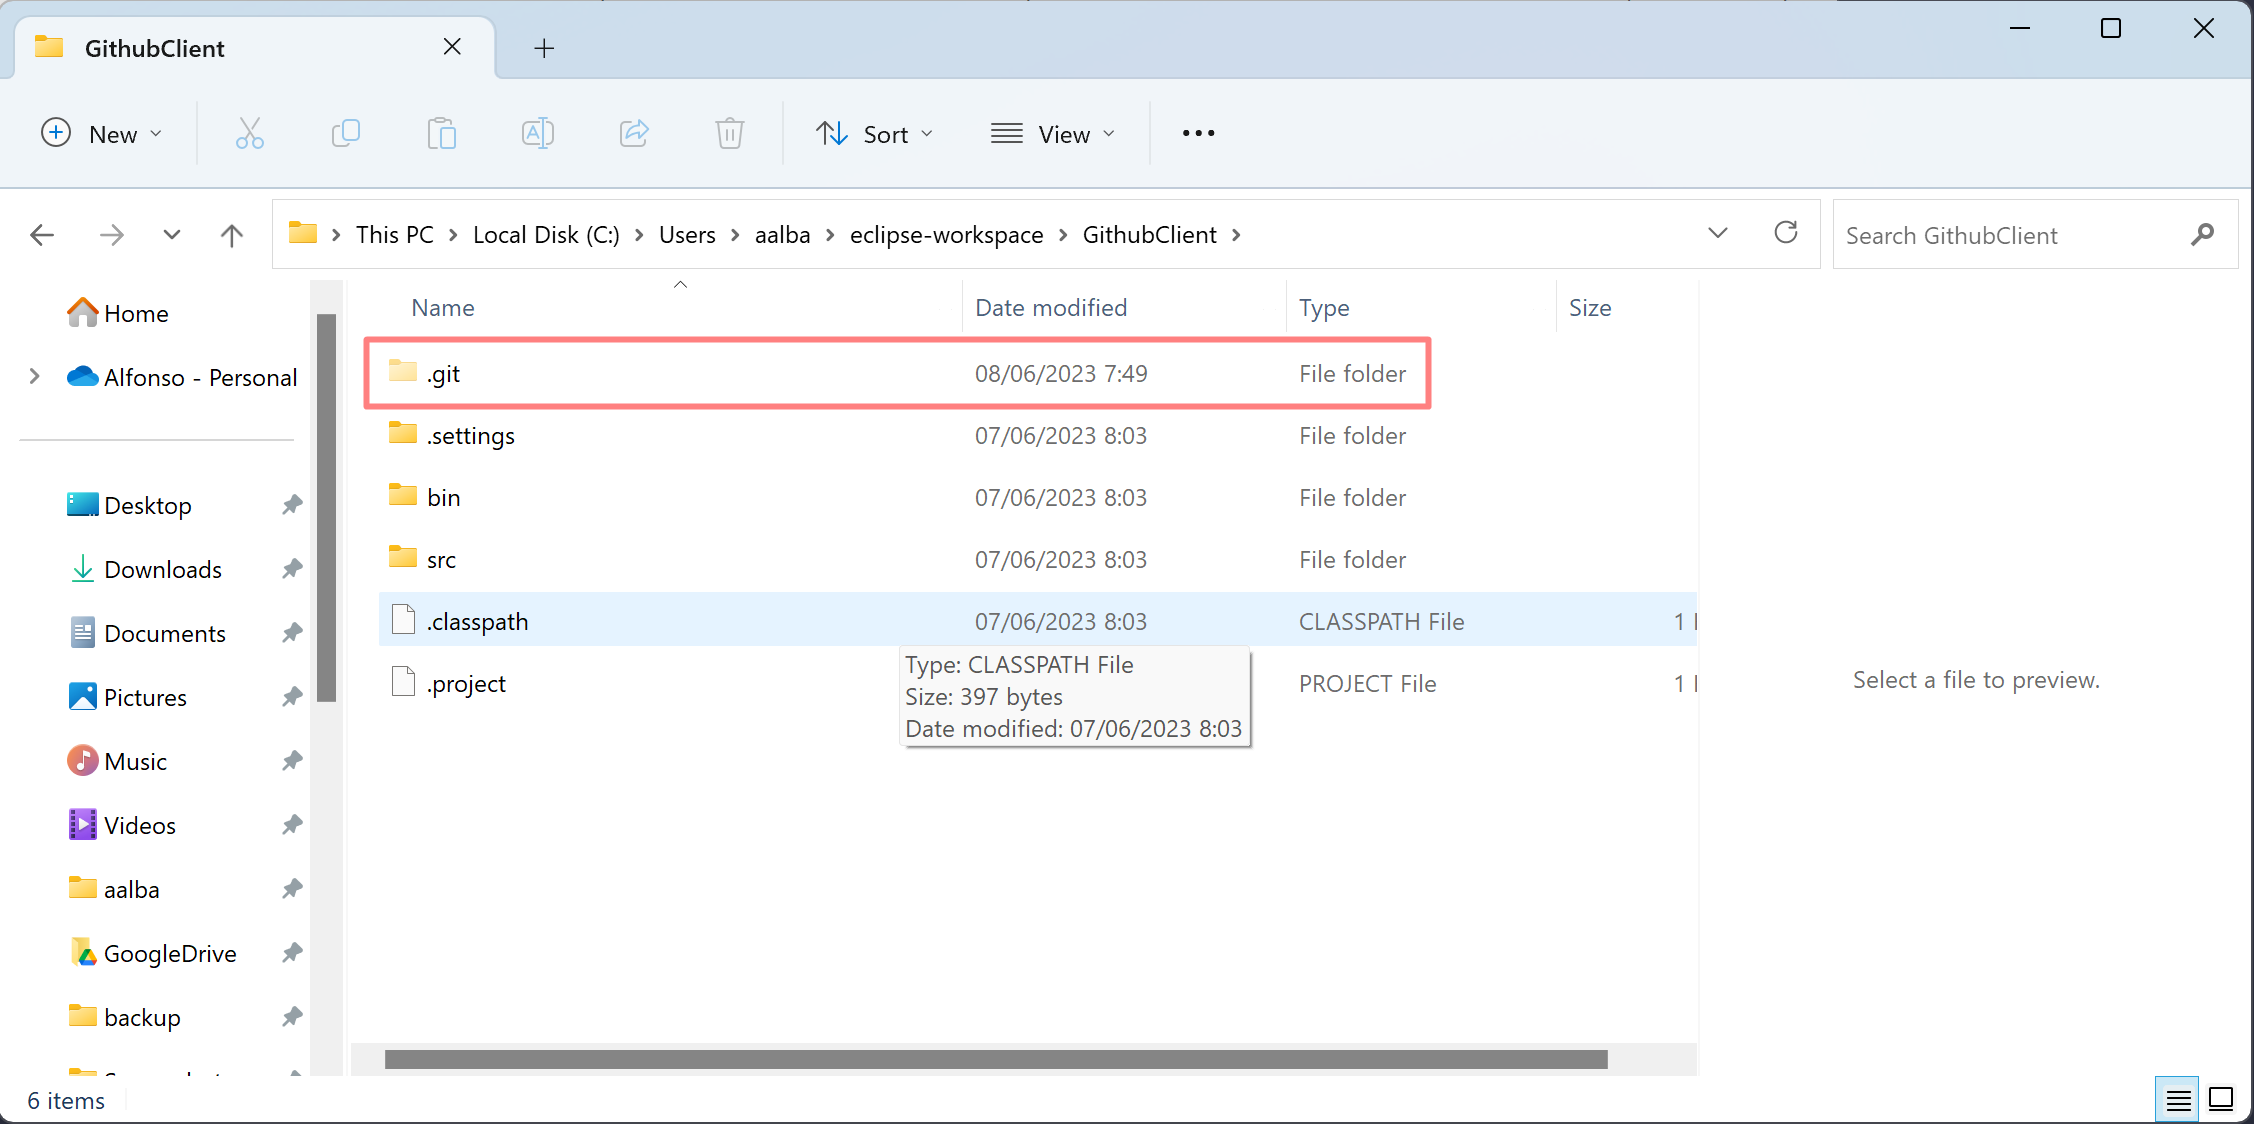 GithubClient
New
Sort
View
This PC > Local Disk (C:) > Users > aalba > eclipse-workspace > GithubClient >
Search GithubClient
Home
Alfonso - Personal
Desktop
Downloads
Documents
Pictures
Music
Videos
aalba
GoogleDrive
backup
Name Date modified Type Size
.git 08/06/2023 7:49 File folder
.settings 07/06/2023 8:03 File folder
bin 07/06/2023 8:03 File folder
src 07/06/2023 8:03 File folder
.classpath 07/06/2023 8:03 CLASSPATH File 1
.project PROJECT File 1
Type: CLASSPATH File
Size: 397 bytes
Date modified: 07/06/2023 8:03
Select a file to preview.
6 items